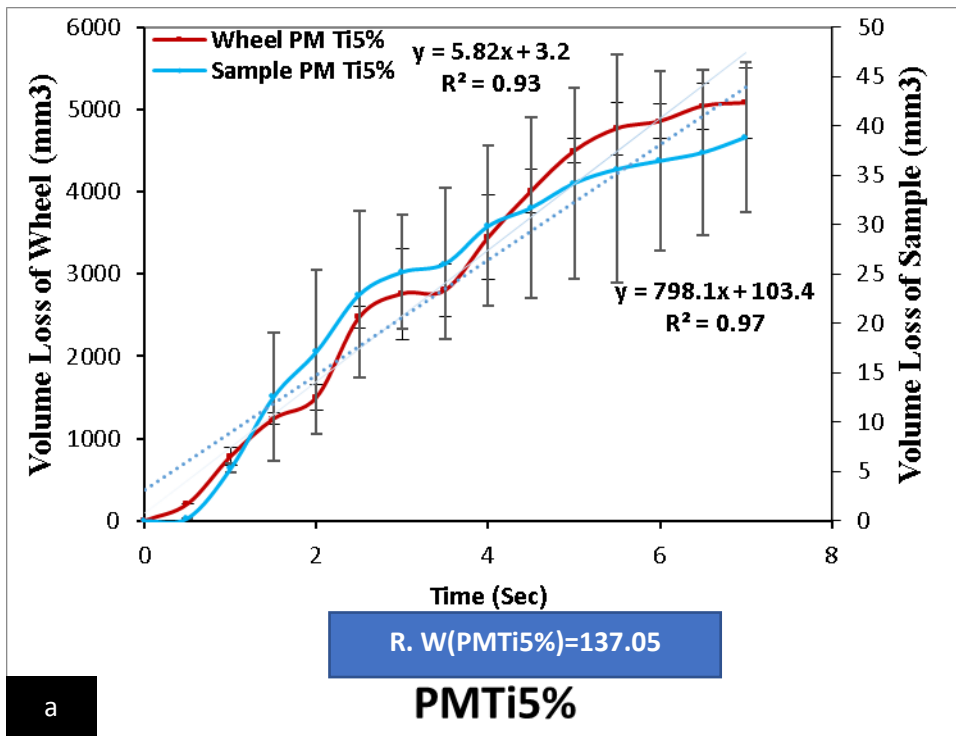 Wheel PM Ti5%
Sample PM Ti5%
y = 5.82x + 3.2
R² = 0.93
y = 798.1x + 103.4
R² = 0.97
Volume Loss of Wheel (mm3)
6000
5000
4000
3000
2000
1000
0
Volume Loss of Sample (mm3)
50
45
40
35
30
25
20
15
10
5
0
0 2 4 6 8
Time (Sec)
R. W(PMTi5%)=137.05
a
PMTi5%